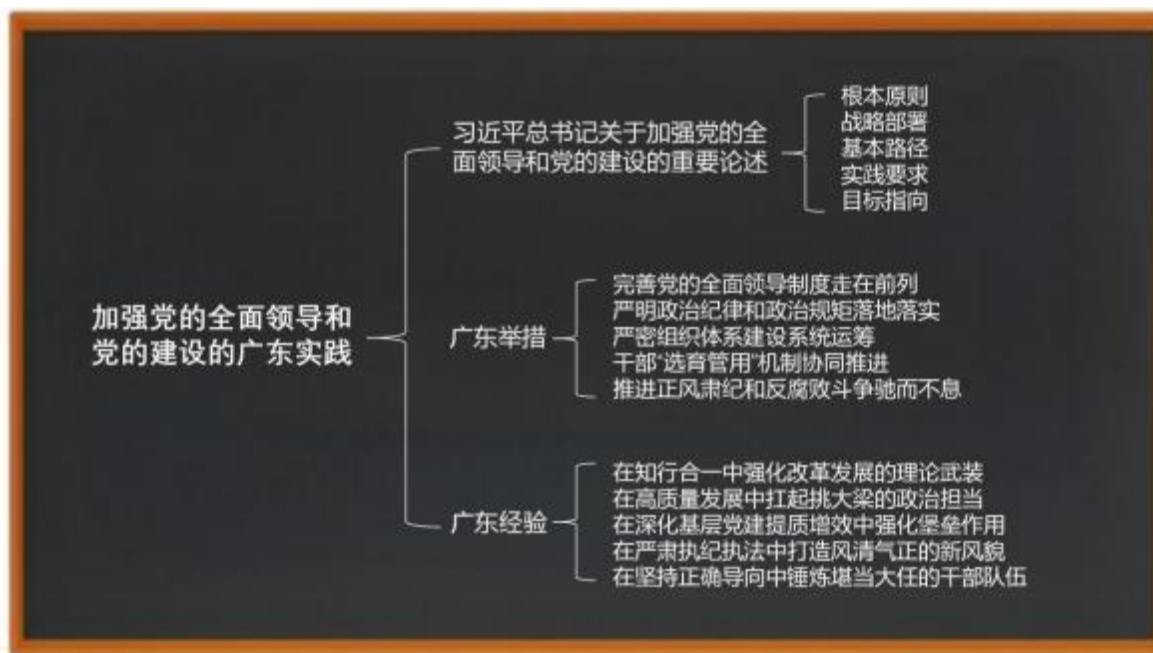 加强党的全面领导和
党的建设的广东实践
习近平总书记关于加强党的全
面领导和党的建设的重要论述
根本原则
战略部署
基本路径
实践要求
目标指向
广东举措
完善党的全面领导制度走在前列
严明政治纪律和政治规矩落地落实
严密组织体系建设系统运筹
干部“选育管用”机制协同推进
推进正风肃纪和反腐败斗争驰而不息
广东经验
在知行合一中强化改革发展的理论武装
在高质量发展中扛起挑大梁的政治担当
在深化基层党建提质增效中强化堡垒作用
在严肃执纪执法中打造风清气正的新风貌
在坚持正确导向中锤炼堪当大任的干部队伍